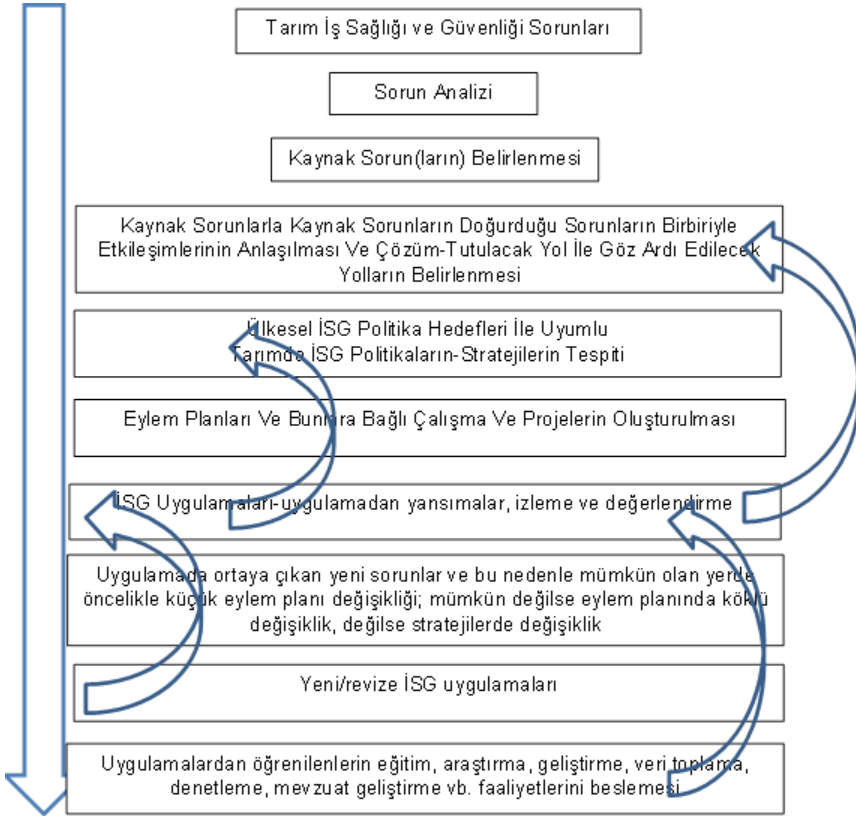 Tarım İş Sağlığı ve Güvenliği Sorunları
Sorun Analizi
Kaynak Sorun(ların) Belirlenmesi
Kaynak Sorunlarla Kaynak Sorunların Doğurduğu Sorunların Birbiriyle
Etkileşimlerinin Anlaşılması Ve Çözüm-Tutulacak Yol İle Göz Ardı Edilecek
Yolların Belirlenmesi
Ülkesel İSG Politika Hedefleri İle Uyumlu
Tarımda İSG Politikaların-Stratejilerin Tespiti
Eylem Planları Ve Bunlara Bağlı Çalışma Ve Projelerin Oluşturulması
İSG Uygulamaları-uygulamadan yansımalar, izleme ve değerlendirme
Uygulamada ortaya çıkan yeni sorunlar ve bu nedenle mümkün olan yerde
öncelikle küçük eylem planı değişikliği; mümkün değilse eylem planında köklü
değişiklik, değilse stratejilerde değişiklik
Yeni/revize İSG uygulamaları
Uygulamalardan öğrenilenlerin eğitim, araştırma, geliştirme, veri toplama,
denetleme, mevzuat geliştirme vb. faaliyetlerini beslemesi